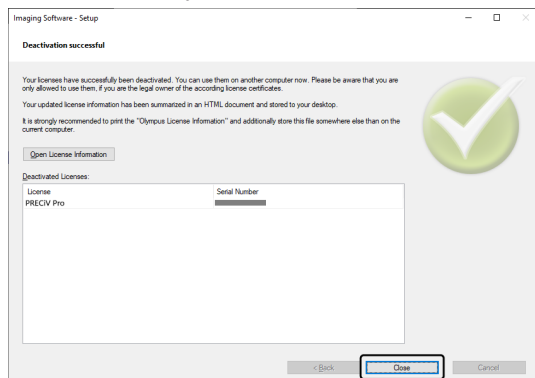 Imaging Software - Setup
Deactivation successful
Your licenses have successfully been deactivated. You can use them on another computer now. Please be aware that you are
only allowed to use them, if you are the legal owner of the according license certificates.
Your updated license information has been summarized in an HTML document and stored to your desktop.
It is strongly recommended to print the "Olympus License Information" and additionally store this file somewhere else than on the
current computer.
Open License Information
Deactivated Licenses:
License Serial Number
PRECiV Pro
< Back Close Cancel